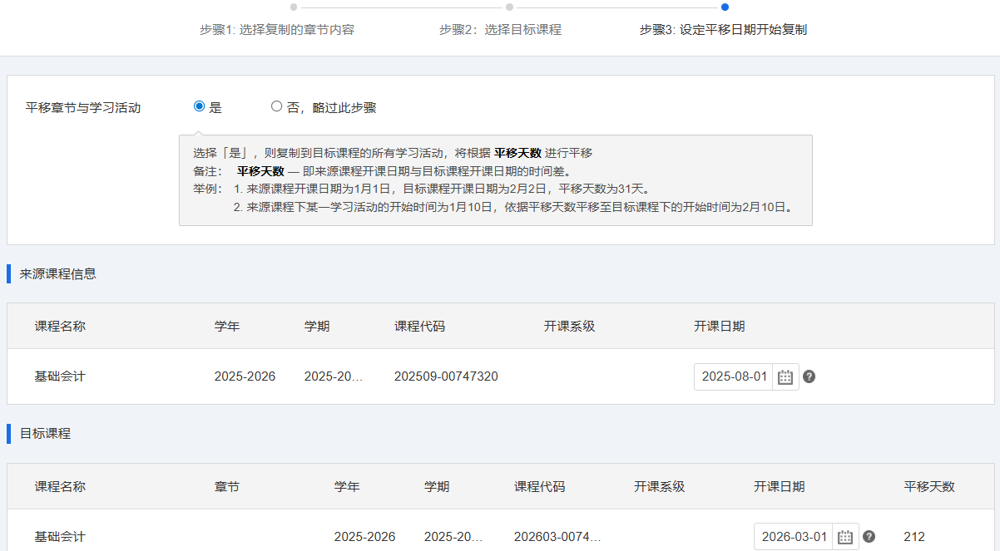 步骤1: 选择复制的章节内容 步骤2：选择目标课程 步骤3: 设定平移日期开始复制
平移章节与学习活动 是 否，略过此步骤
选择「是」，则复制到目标课程的所有学习活动，将根据 平移天数 进行平移
备注： 平移天数 — 即来源课程开课日期与目标课程开课日期的时间差。
举例： 1. 来源课程开课日期为1月1日，目标课程开课日期为2月2日，平移天数为31天。
2. 来源课程下某一学习活动的开始时间为1月10日，依据平移天数平移至目标课程下的开始时间为2月10日。
来源课程信息
课程名称 学年 学期 课程代码 开课系级 开课日期
基础会计 2025-2026 2025-20... 202509-00747320 2025-08-01 ?
目标课程
课程名称 章节 学年 学期 课程代码 开课系级 开课日期 平移天数
基础会计 2025-2026 2025-20... 202603-0074... 2026-03-01 ? 212